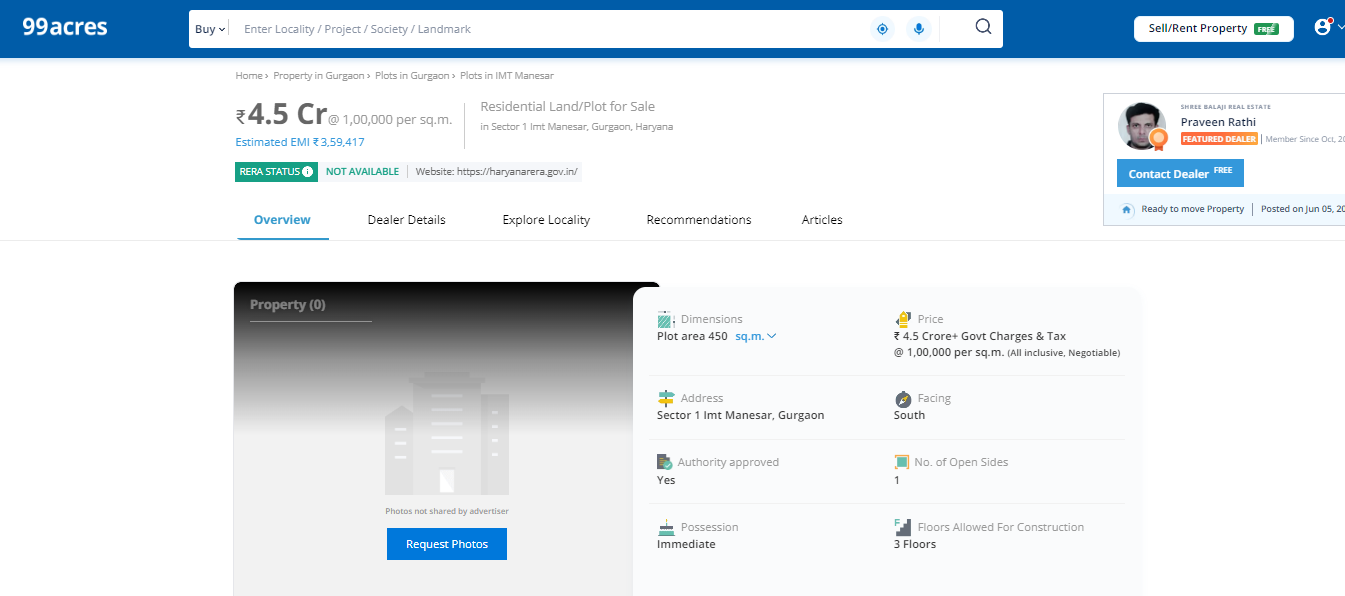 99acres
Buy
Enter Locality / Project / Society / Landmark
Sell/Rent Property FREE
Home › Property in Gurgaon › Plots in Gurgaon › Plots in IMT Manesar
₹4.5 Cr @ 1,00,000 per sq.m.
Estimated EMI ₹ 3,59,417
Residential Land/Plot for Sale
in Sector 1 Imt Manesar, Gurgaon, Haryana
RERA STATUS i NOT AVAILABLE Website: https://haryanarera.gov.in/
SHREE BALAJI REAL ESTATE
Praveen Rathi
FEATURED DEALER Member Since Oct, 20
Contact Dealer FREE
Ready to move Property Posted on Jun 05, 20
Overview Dealer Details Explore Locality Recommendations Articles
Property (0)
Photos not shared by advertiser
Request Photos
Dimensions
Plot area 450 sq.m.
Price
₹ 4.5 Crore+ Govt Charges & Tax
@ 1,00,000 per sq.m. (All inclusive, Negotiable)
Address
Sector 1 Imt Manesar, Gurgaon
Facing
South
Authority approved
Yes
No. of Open Sides
1
Possession
Immediate
Floors Allowed For Construction
3 Floors